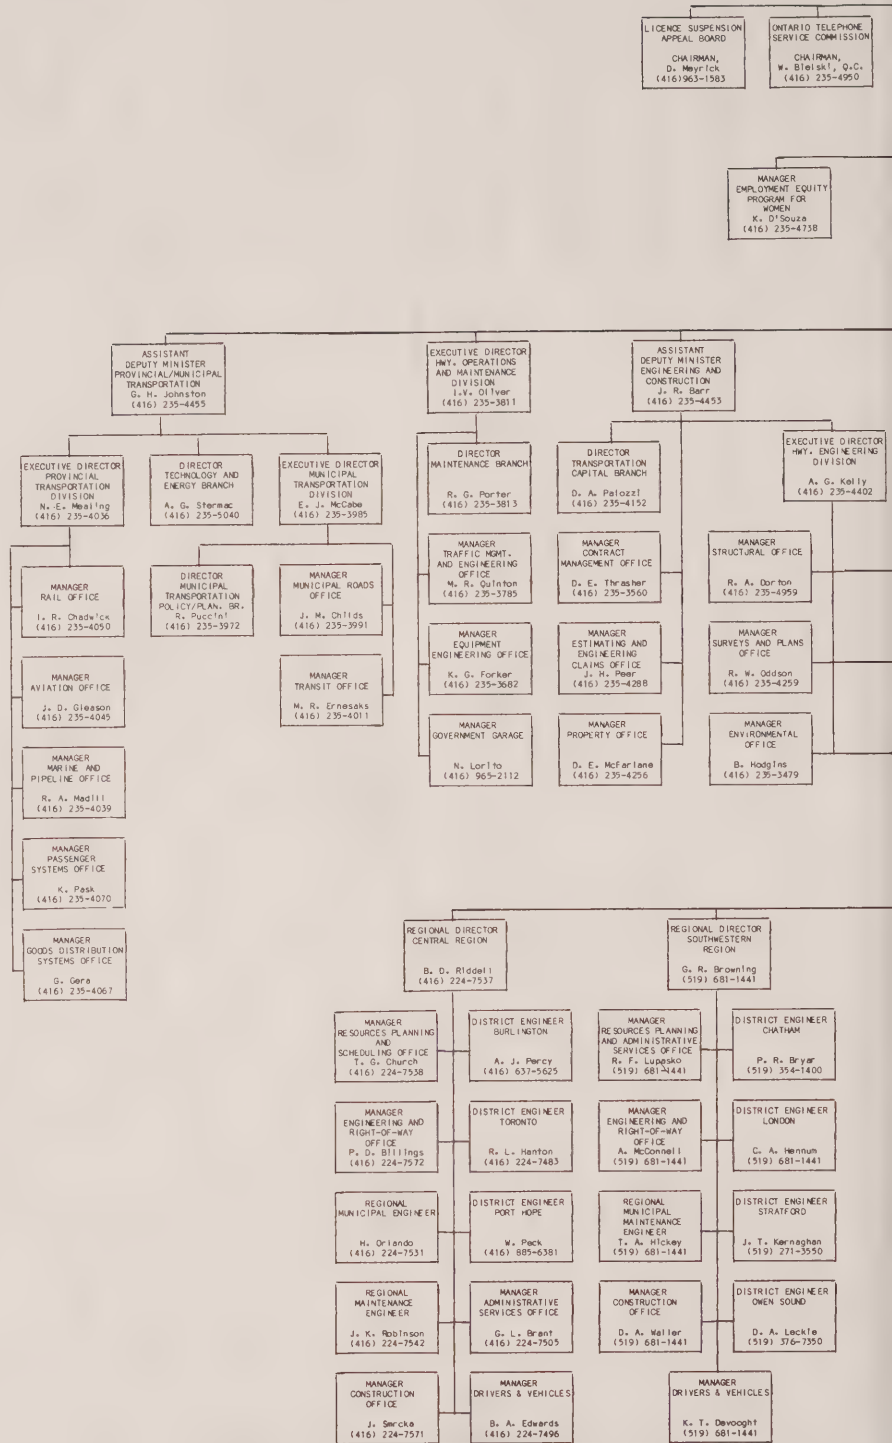 LICENCE SUSPENSION
APPEAL BOARD
CHAIRMAN,
D. Meyrick
(416)963-1583
ONTARIO TELEPHONE
SERVICE COMMISSION
CHAIRMAN,
W. Bielski, Q.C.
(416) 235-4950
MANAGER
EMPLOYMENT EQUITY
PROGRAM FOR
WOMEN
K. D'Souza
(416) 235-4738
ASSISTANT
DEPUTY MINISTER
PROVINCIAL/MUNICIPAL
TRANSPORTATION
G. H. Johnston
(416) 235-4455
EXECUTIVE DIRECTOR
HWY. OPERATIONS
AND MAINTENANCE
DIVISION
I.V. Oliver
(416) 235-3811
ASSISTANT
DEPUTY MINISTER
ENGINEERING AND
CONSTRUCTION
J. R. Barr
(416) 235-4453
EXECUTIVE DIRECTOR
PROVINCIAL
TRANSPORTATION
DIVISION
N. E. Mealing
(416) 235-4036
DIRECTOR
TECHNOLOGY AND
ENERGY BRANCH
A. G. Stermac
(416) 235-5040
EXECUTIVE DIRECTOR
MUNICIPAL
TRANSPORTATION
DIVISION
E. J. McCabe
(416) 235-3985
DIRECTOR
MAINTENANCE BRANCH
R. G. Porter
(416) 235-3813
DIRECTOR
TRANSPORTATION
CAPITAL BRANCH
D. A. Palozzi
(416) 235-4152
EXECUTIVE DIRECTOR
HWY. ENGINEERING
DIVISION
A. G. Kelly
(416) 235-4402
MANAGER
RAIL OFFICE
I. R. Chadwick
(416) 235-4050
DIRECTOR
MUNICIPAL
TRANSPORTATION
POLICY/PLAN. BR.
R. Puccini
(416) 235-3972
MANAGER
MUNICIPAL ROADS
OFFICE
J. M. Childs
(416) 235-3991
MANAGER
TRAFFIC MGMT.
AND ENGINEERING
OFFICE
M. R. Quinton
(416) 235-3785
MANAGER
CONTRACT
MANAGEMENT OFFICE
D. E. Thrasher
(416) 235-3560
MANAGER
STRUCTURAL OFFICE
R. A. Dorton
(416) 235-4959
MANAGER
AVIATION OFFICE
J. D. Gleason
(416) 235-4045
MANAGER
TRANSIT OFFICE
M. R. Ernesaks
(416) 235-4011
MANAGER
EQUIPMENT
ENGINEERING OFFICE
K. G. Forker
(416) 235-3682
MANAGER
ESTIMATING AND
ENGINEERING
CLAIMS OFFICE
J. H. Peer
(416) 235-4288
MANAGER
SURVEYS AND PLANS
OFFICE
R. W. Oddson
(416) 235-4259
MANAGER
MARINE AND
PIPELINE OFFICE
R. A. Madill
(416) 235-4039
MANAGER
GOVERNMENT GARAGE
N. Lorito
(416) 965-2112
MANAGER
PROPERTY OFFICE
D. E. McFarlane
(416) 235-4256
MANAGER
ENVIRONMENTAL
OFFICE
B. Hodgins
(416) 235-3479
MANAGER
PASSENGER
SYSTEMS OFFICE
K. Pask
(416) 235-4070
MANAGER
GOODS DISTRIBUTION
SYSTEMS OFFICE
G. Gera
(416) 235-4067
REGIONAL DIRECTOR
CENTRAL REGION
B. D. Riddell
(416) 224-7537
REGIONAL DIRECTOR
SOUTHWESTERN
REGION
G. R. Browning
(519) 681-1441
MANAGER
RESOURCES PLANNING
AND
SCHEDULING OFFICE
T. G. Church
(416) 224-7538
DISTRICT ENGINEER
BURLINGTON
A. J. Percy
(416) 637-5625
MANAGER
RESOURCES PLANNING
AND ADMINISTRATIVE
SERVICES OFFICE
R. F. Lupasko
(519) 681-1441
DISTRICT ENGINEER
CHATHAM
P. R. Bryar
(519) 354-1400
MANAGER
ENGINEERING AND
RIGHT-OF-WAY
OFFICE
P. D. Billings
(416) 224-7572
DISTRICT ENGINEER
TORONTO
R. L. Hanton
(416) 224-7483
MANAGER
ENGINEERING AND
RIGHT-OF-WAY
OFFICE
A. McConnell
(519) 681-1441
DISTRICT ENGINEER
LONDON
C. A. Hennum
(519) 681-1441
REGIONAL
MUNICIPAL ENGINEER
H. Orlando
(416) 224-7531
DISTRICT ENGINEER
PORT HOPE
W. Peck
(416) 885-6381
REGIONAL
MUNICIPAL
MAINTENANCE
ENGINEER
T. A. Hickey
(519) 681-1441
DISTRICT ENGINEER
STRATFORD
J. T. Kernaghan
(519) 271-3550
REGIONAL
MAINTENANCE
ENGINEER
J. K. Robinson
(416) 224-7542
MANAGER
ADMINISTRATIVE
SERVICES OFFICE
G. L. Brant
(416) 224-7505
MANAGER
CONSTRUCTION
OFFICE
D. A. Waller
(519) 681-1441
DISTRICT ENGINEER
OWEN SOUND
D. A. Leckie
(519) 376-7350
MANAGER
CONSTRUCTION
OFFICE
J. Smrcka
(416) 224-7571
MANAGER
DRIVERS & VEHICLES
B. A. Edwards
(416) 224-7496
MANAGER
DRIVERS & VEHICLES
K. T. Devooght
(519) 681-1441